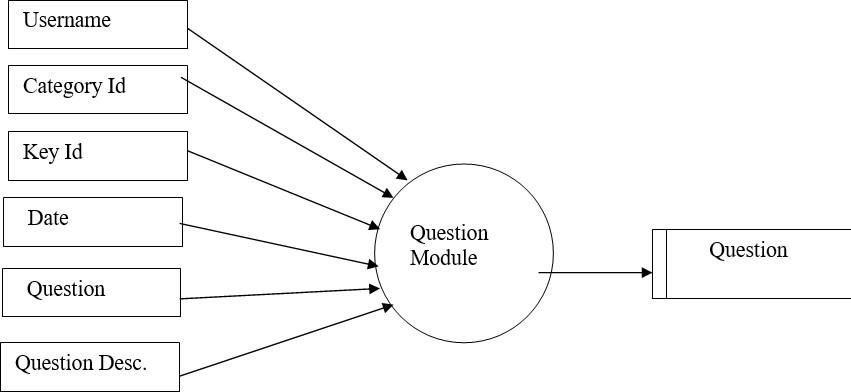 Username
Category Id
Key Id
Date
Question
Question Desc.
Question
Module
Question